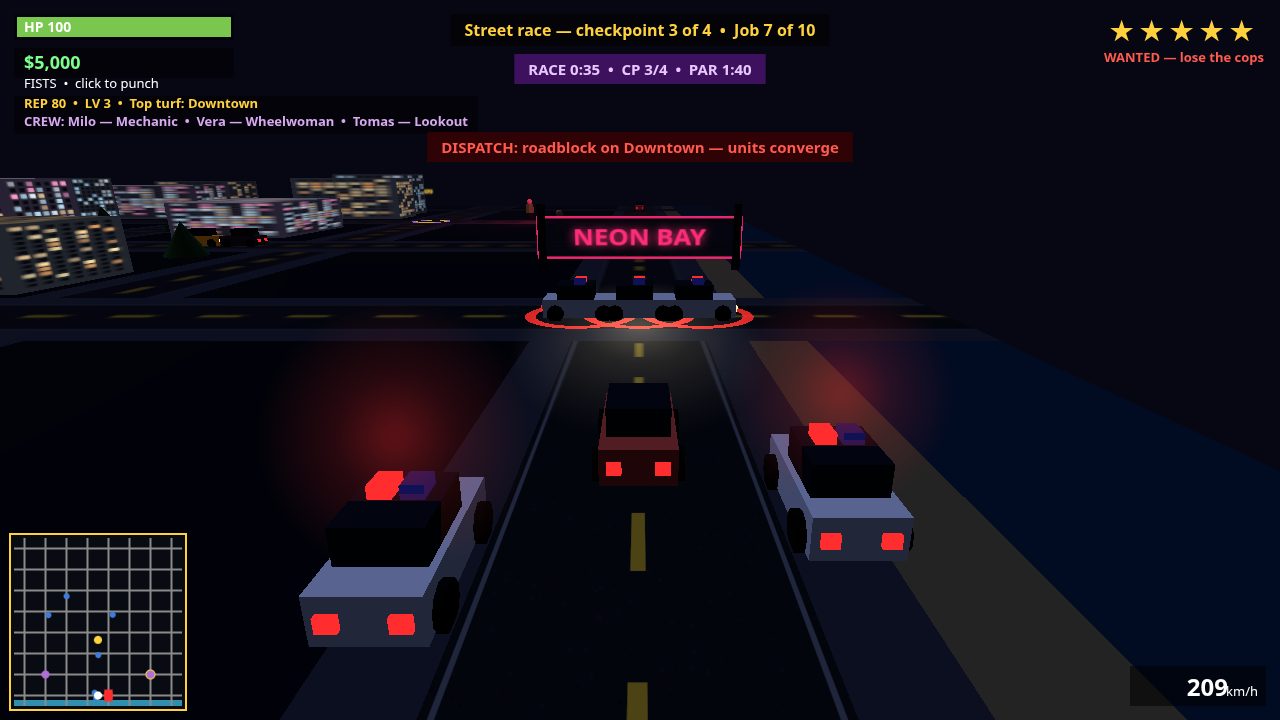 HP 100
$5,000
FISTS • click to punch
REP 80 • LV 3 • Top turf: Downtown
CREW: Milo — Mechanic • Vera — Wheelwoman • Tomas — Lookout
Street race — checkpoint 3 of 4 • Job 7 of 10
RACE 0:35 • CP 3/4 • PAR 1:40
DISPATCH: roadblock on Downtown — units converge
★★★★★
WANTED — lose the cops
NEON BAY
209km/h